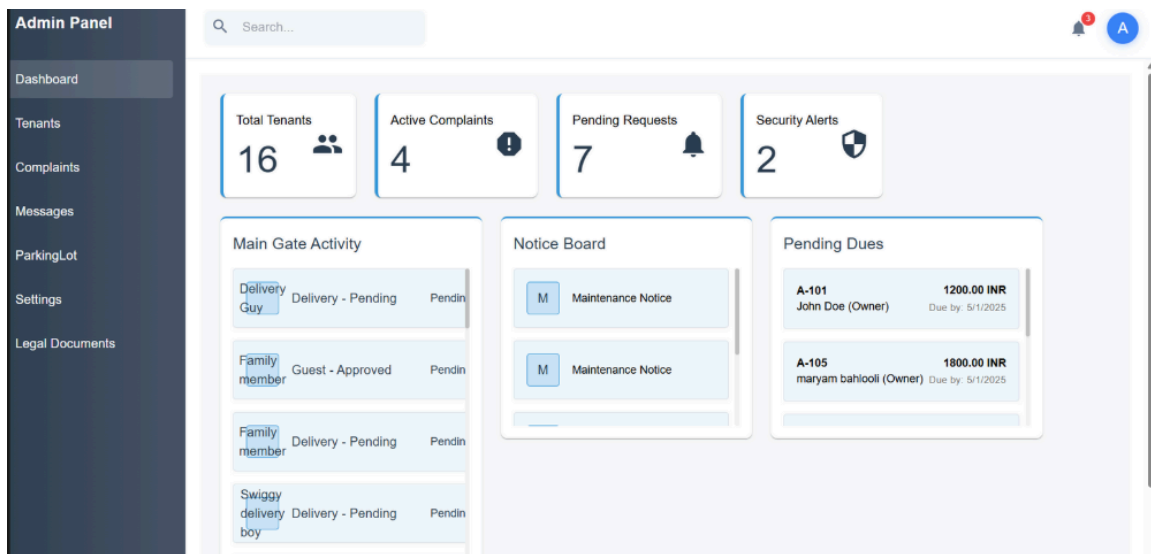 Admin Panel
Search...
3
A
Dashboard
Tenants
Complaints
Messages
ParkingLot
Settings
Legal Documents
Total Tenants
16
Active Complaints
4
Pending Requests
7
Security Alerts
2
Main Gate Activity
Delivery
Guy
Delivery - Pending
Pendin
Family
member
Guest - Approved
Pendin
Family
member
Delivery - Pending
Pendin
Swiggy
delivery
boy
Delivery - Pending
Pendin
Notice Board
M
Maintenance Notice
M
Maintenance Notice
Pending Dues
A-101
1200.00 INR
John Doe (Owner)
Due by: 5/1/2025
A-105
1800.00 INR
maryam bahlooli (Owner)
Due by: 5/1/2025